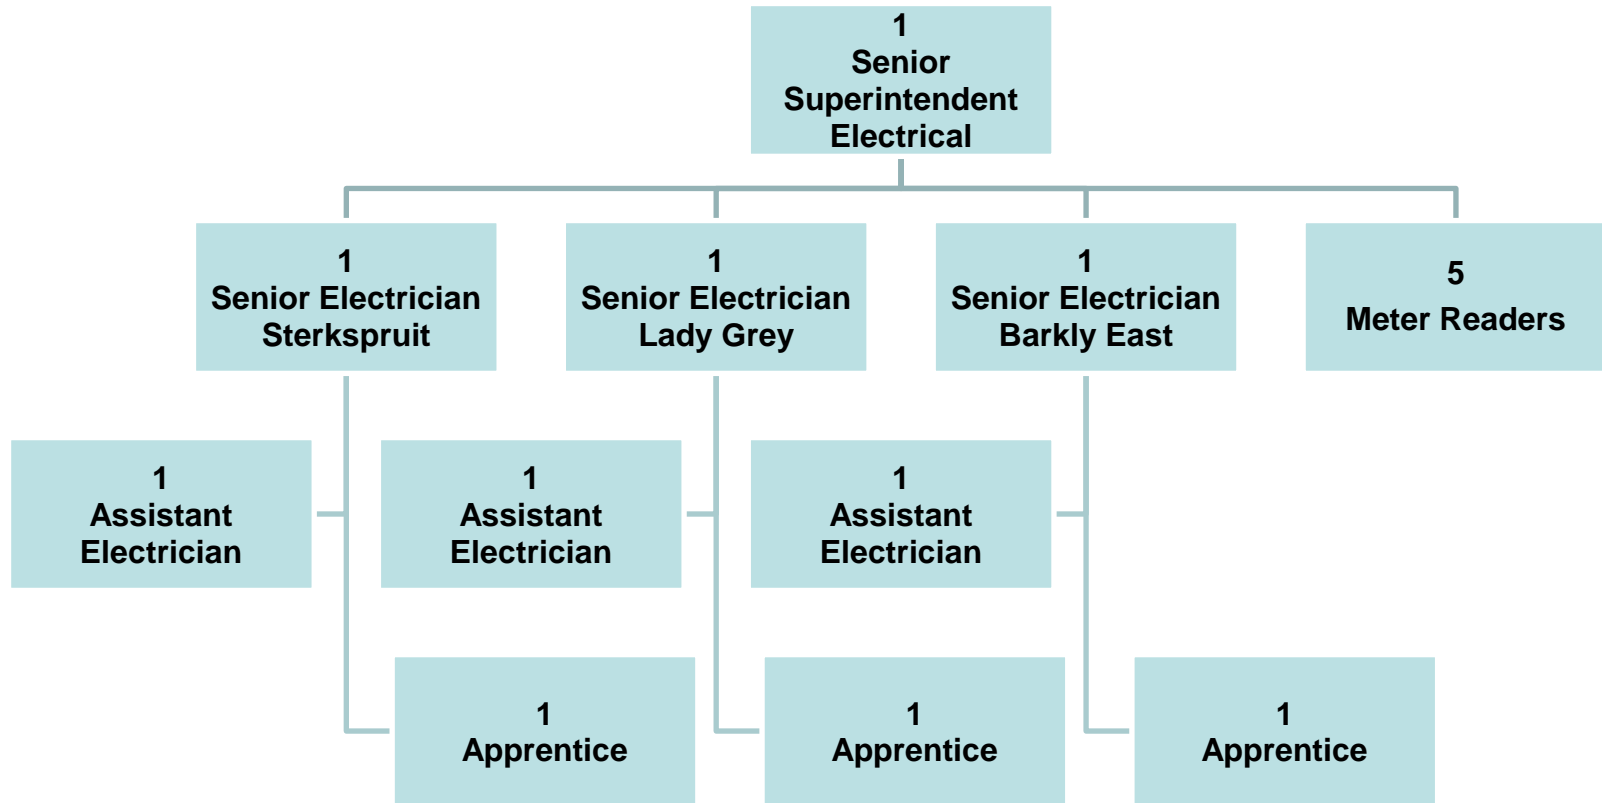 1
Senior
Superintendent
Electrical
1
Senior Electrician
Sterkspruit
1
Senior Electrician
Lady Grey
1
Senior Electrician
Barkly East
5
Meter Readers
1
Assistant
Electrician
1
Assistant
Electrician
1
Assistant
Electrician
1
Apprentice
1
Apprentice
1
Apprentice